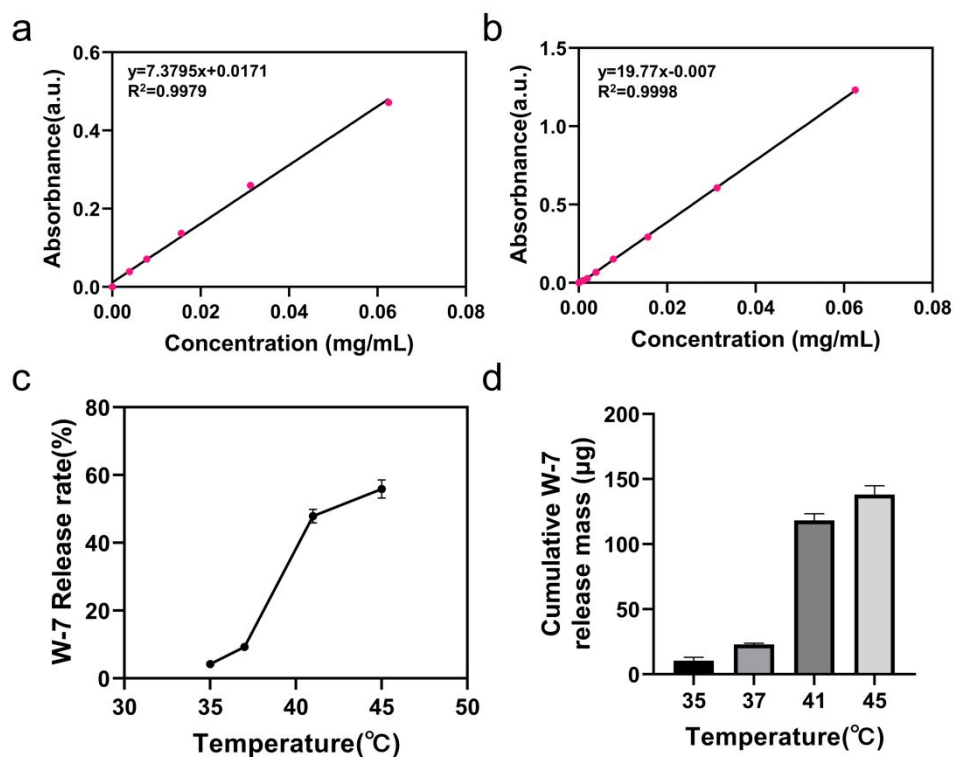 a
y=7.3795x+0.0171
R²=0.9979
Absorbnance(a.u.)
0.6
0.4
0.2
0.0
0.00 0.02 0.04 0.06 0.08
Concentration (mg/mL)
b
y=19.77x-0.007
R²=0.9998
Absorbnance(a.u.)
1.5
1.0
0.5
0.0
0.00 0.02 0.04 0.06 0.08
Concentration (mg/mL)
c
W-7 Release rate(%)
80
60
40
20
0
30 35 40 45 50
Temperature(℃)
d
Cumulative W-7
release mass (μg)
200
150
100
50
0
35 37 41 45
Temperature(℃)